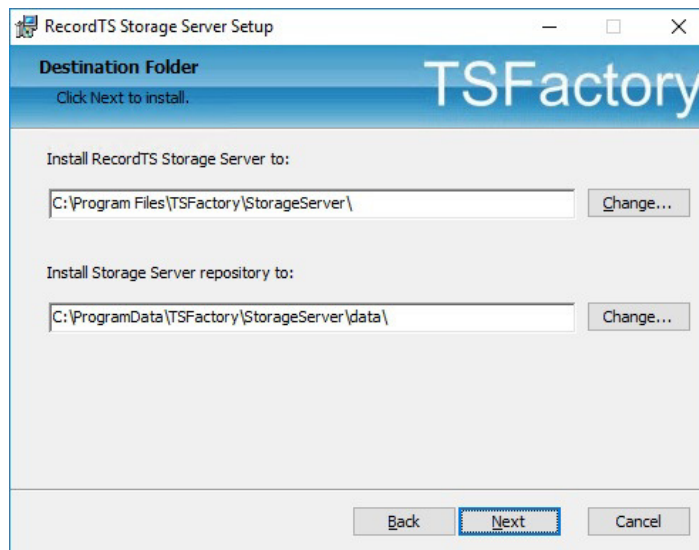 RecordTS Storage Server Setup
Destination Folder
Click Next to install.
TSFactory
Install RecordTS Storage Server to:
C:\Program Files\TSFactory\StorageServer\
Change...
Install Storage Server repository to:
C:\ProgramData\TSFactory\StorageServer\data\
Change...
Back Next Cancel